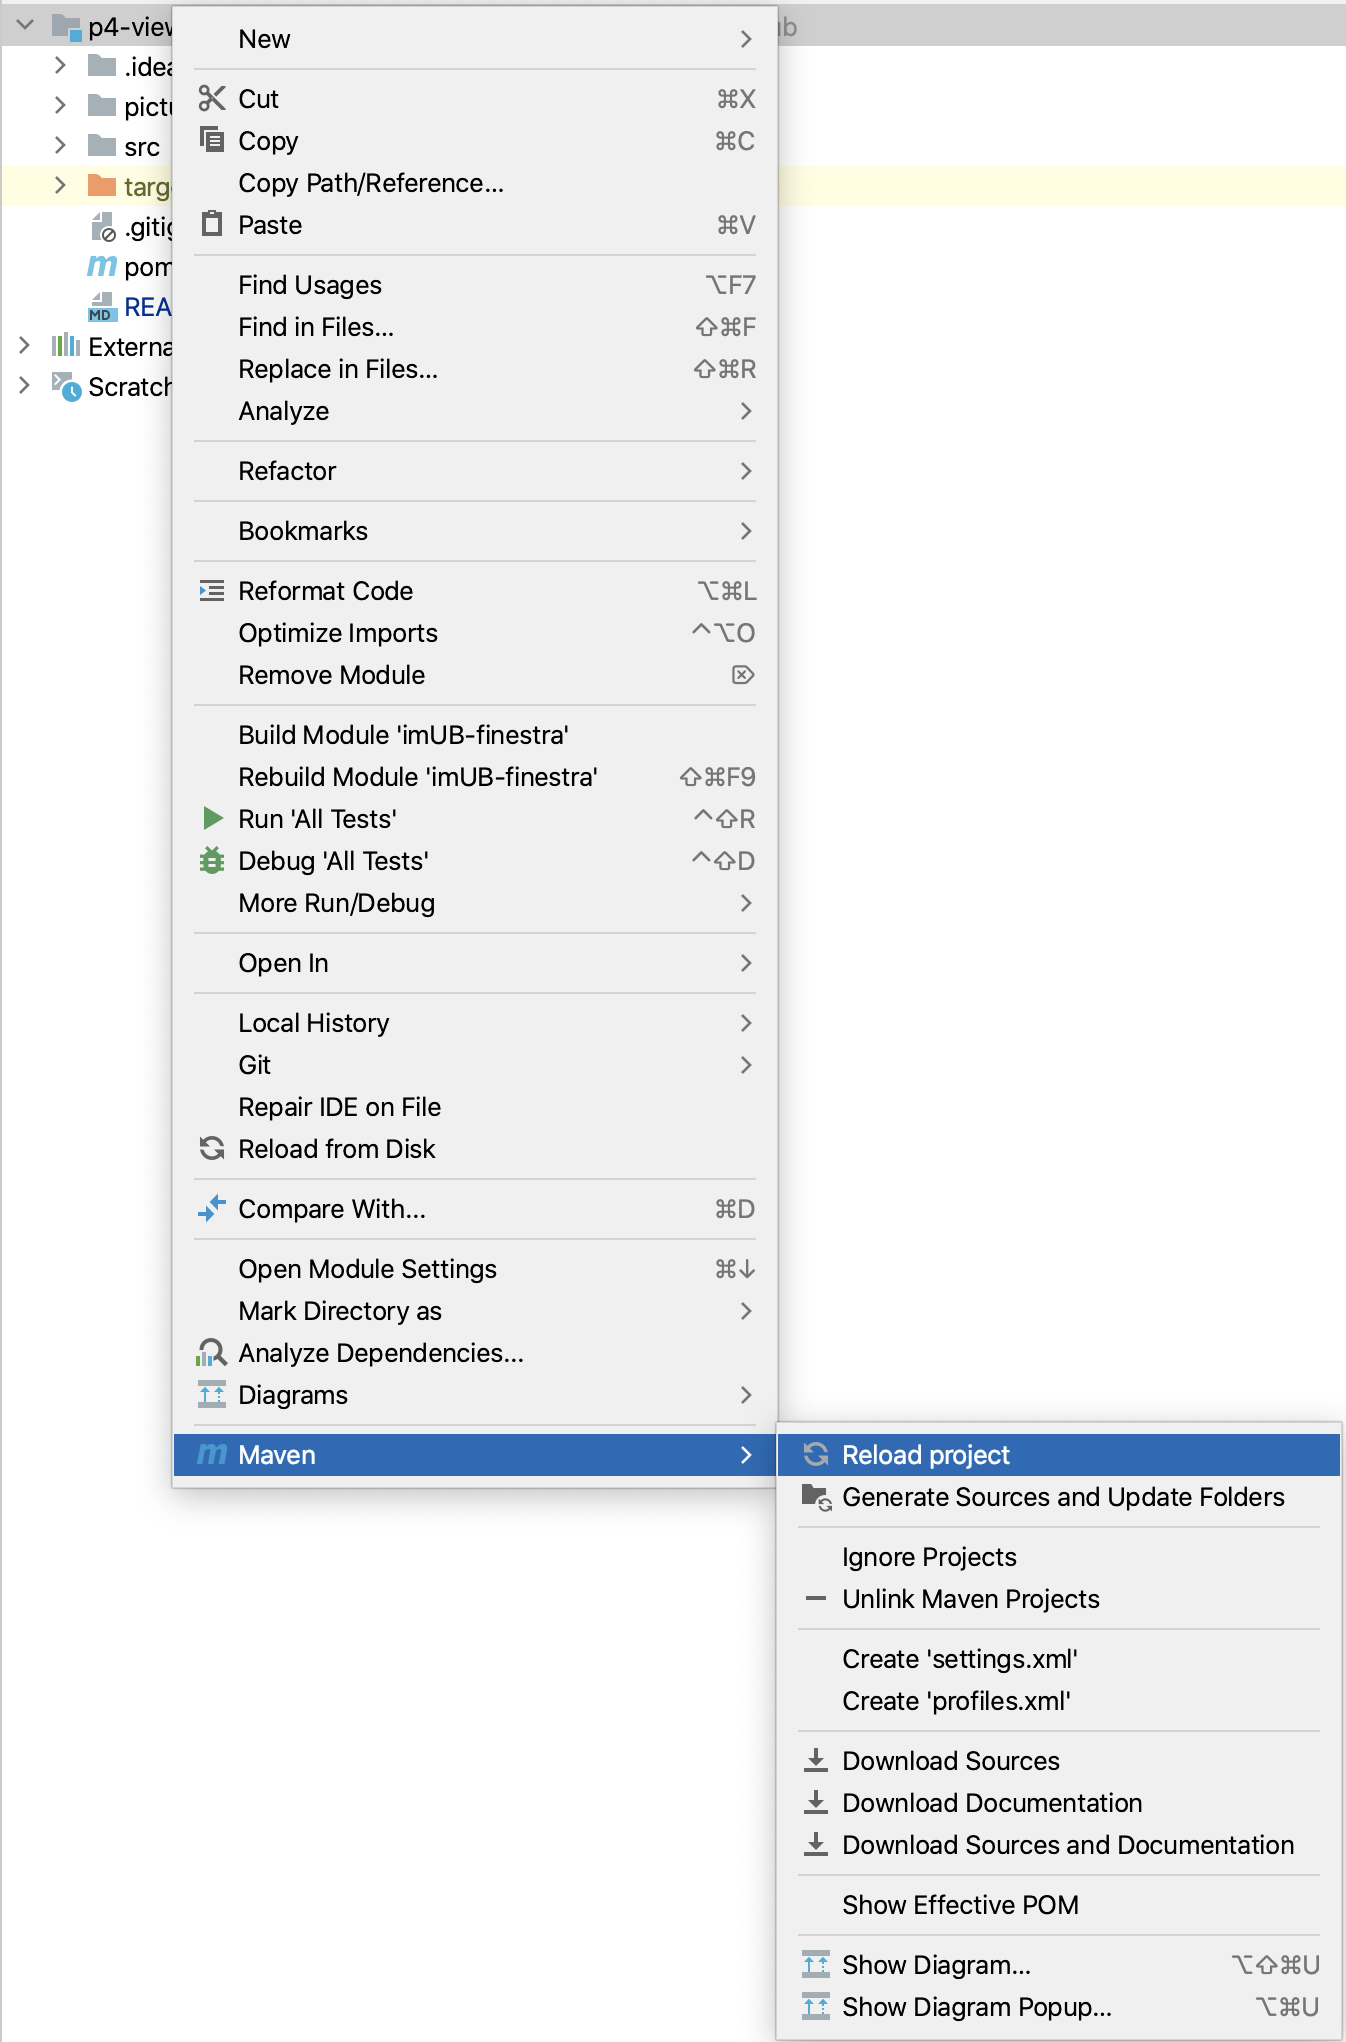 p4-view
.idea
pictu
src
targ
.gitig
pom
REA
Externa
Scratch
ub
New
Cut ⌘X
Copy ⌘C
Copy Path/Reference...
Paste ⌘V
Find Usages ⌥F7
Find in Files... ⇧⌘F
Replace in Files... ⇧⌘R
Analyze
Refactor
Bookmarks
Reformat Code ⌥⌘L
Optimize Imports ^⌥O
Remove Module ⌦
Build Module 'imUB-finestra'
Rebuild Module 'imUB-finestra' ⇧⌘F9
Run 'All Tests' ^⇧R
Debug 'All Tests' ^⇧D
More Run/Debug
Open In
Local History
Git
Repair IDE on File
Reload from Disk
Compare With... ⌘D
Open Module Settings ⌘↓
Mark Directory as
Analyze Dependencies...
Diagrams
Maven
Reload project
Generate Sources and Update Folders
Ignore Projects
Unlink Maven Projects
Create 'settings.xml'
Create 'profiles.xml'
Download Sources
Download Documentation
Download Sources and Documentation
Show Effective POM
Show Diagram... ⌥⇧⌘U
Show Diagram Popup... ⌥⌘U